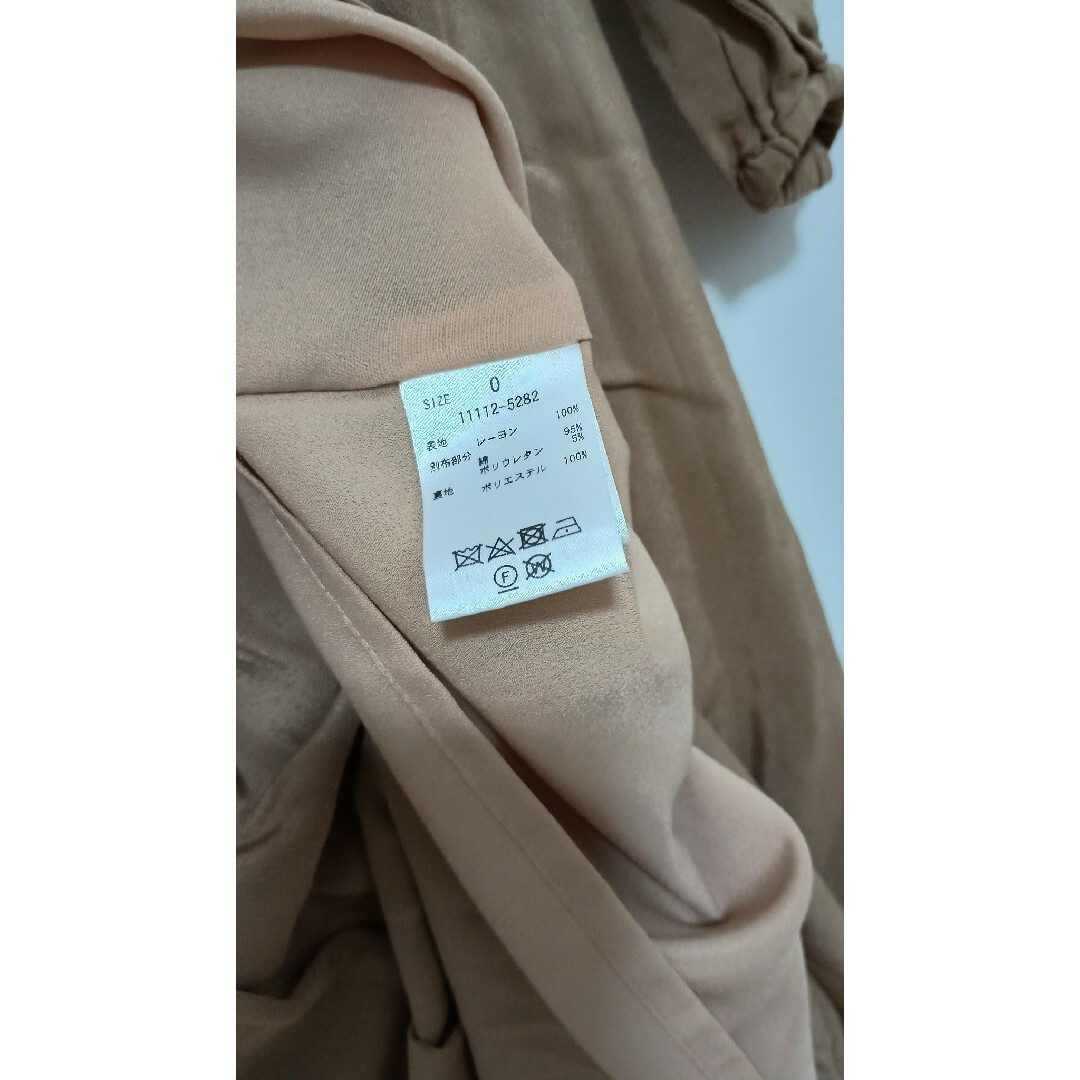 SIZE 0
11112-5282
表地 レーヨン 100%
別布部分 綿 95%
ポリウレタン 5%
裏地 ポリエステル 100%
F W